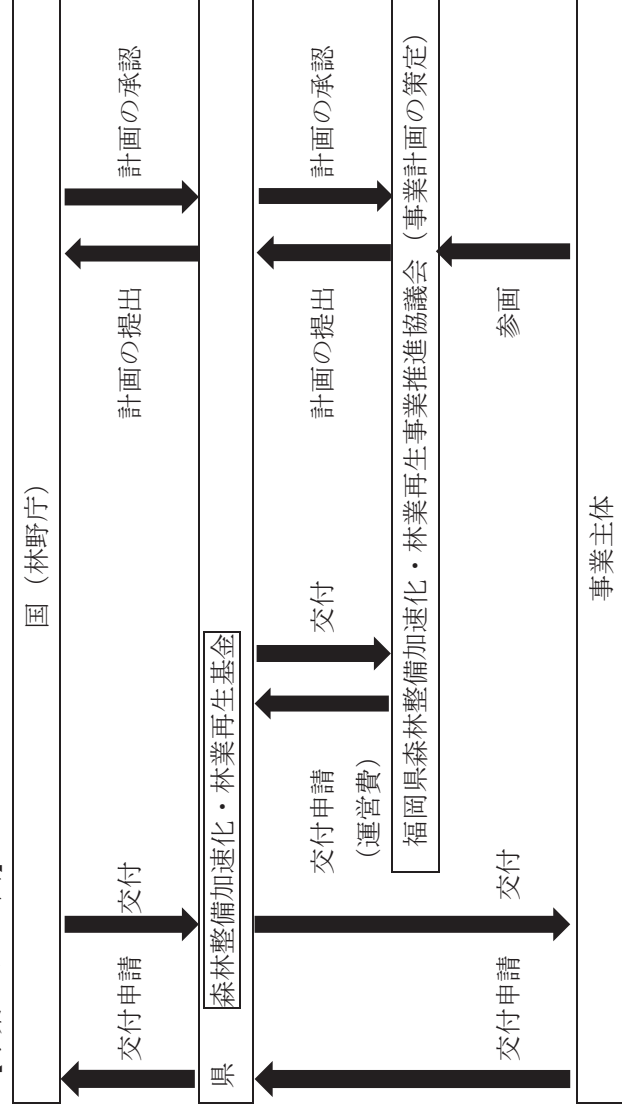 国（林野庁）
交付申請
交付
計画の提出
計画の承認
県
森林整備加速化・林業再生基金
交付申請
（運営費）
交付
計画の提出
計画の承認
福岡県森林整備加速化・林業再生事業推進協議会（事業計画の策定）
交付申請
交付
参画
事業主体